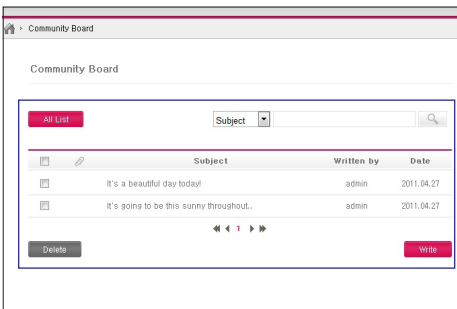 Community Board
Community Board
All List
Subject
Subject Written by Date
It's a beautiful day today! admin 2011.04.27
It's going to be this sunny throughout.. admin 2011.04.27
1
Delete
Write